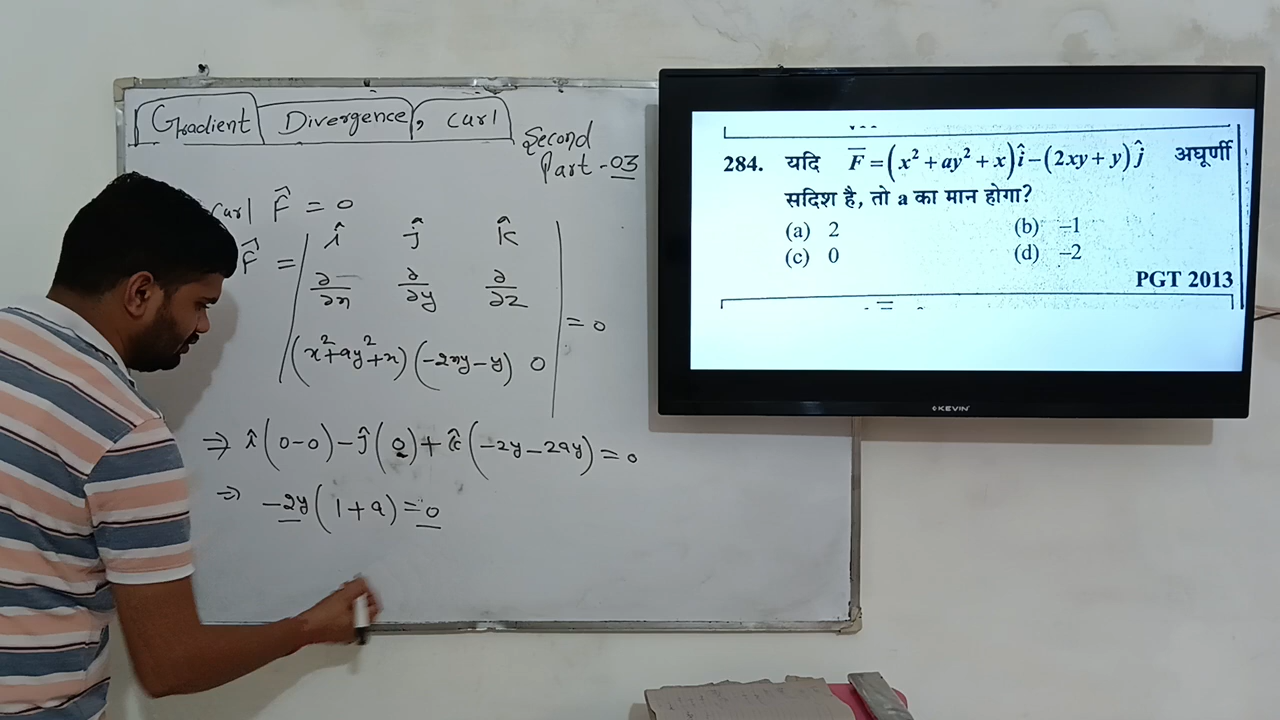 Gradient Divergence, curl
Second
Part - 03
curl F̂ = 0
F̂ = | î ĵ k̂ |
∂/∂x ∂/∂y ∂/∂z
= 0
(x²+ay²+x) (-2xy-y) 0
⇒ î(0-0) - ĵ(0) + k̂(-2y-2ay) = 0
⇒ -2y(1+a) = 0
284. यदि F̅ = (x² + ay² + x)î − (2xy + y)ĵ अघूर्णी
सदिश है, तो a का मान होगा?
(a) 2 (b) −1
(c) 0 (d) −2
PGT 2013
KEVIN